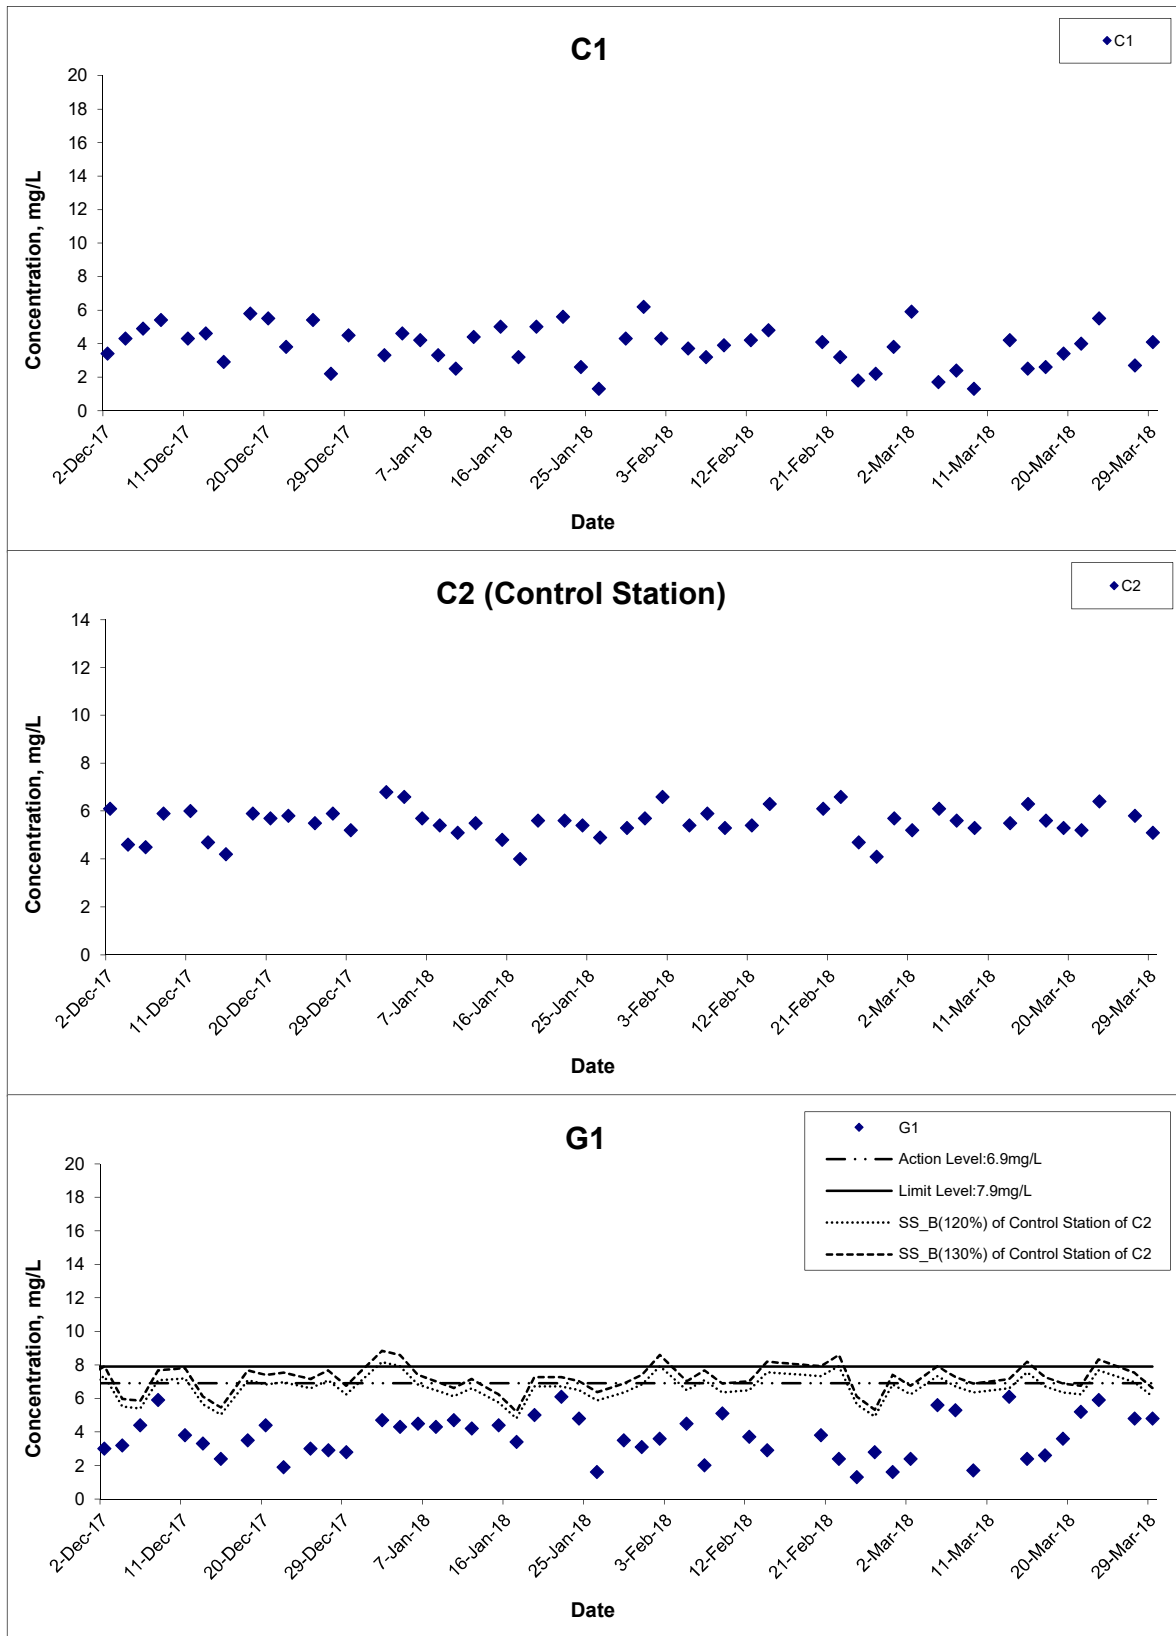 C1
C1
20
18
16
14
12
10
8
6
4
2
0
Concentration, mg/L
2-Dec-17
11-Dec-17
20-Dec-17
29-Dec-17
7-Jan-18
16-Jan-18
25-Jan-18
3-Feb-18
12-Feb-18
21-Feb-18
2-Mar-18
11-Mar-18
20-Mar-18
29-Mar-18
Date
C2 (Control Station)
C2
14
12
10
8
6
4
2
0
Concentration, mg/L
2-Dec-17
11-Dec-17
20-Dec-17
29-Dec-17
7-Jan-18
16-Jan-18
25-Jan-18
3-Feb-18
12-Feb-18
21-Feb-18
2-Mar-18
11-Mar-18
20-Mar-18
29-Mar-18
Date
G1
G1
Action Level:6.9mg/L
Limit Level:7.9mg/L
SS_B(120%) of Control Station of C2
SS_B(130%) of Control Station of C2
20
18
16
14
12
10
8
6
4
2
0
Concentration, mg/L
2-Dec-17
11-Dec-17
20-Dec-17
29-Dec-17
7-Jan-18
16-Jan-18
25-Jan-18
3-Feb-18
12-Feb-18
21-Feb-18
2-Mar-18
11-Mar-18
20-Mar-18
29-Mar-18
Date